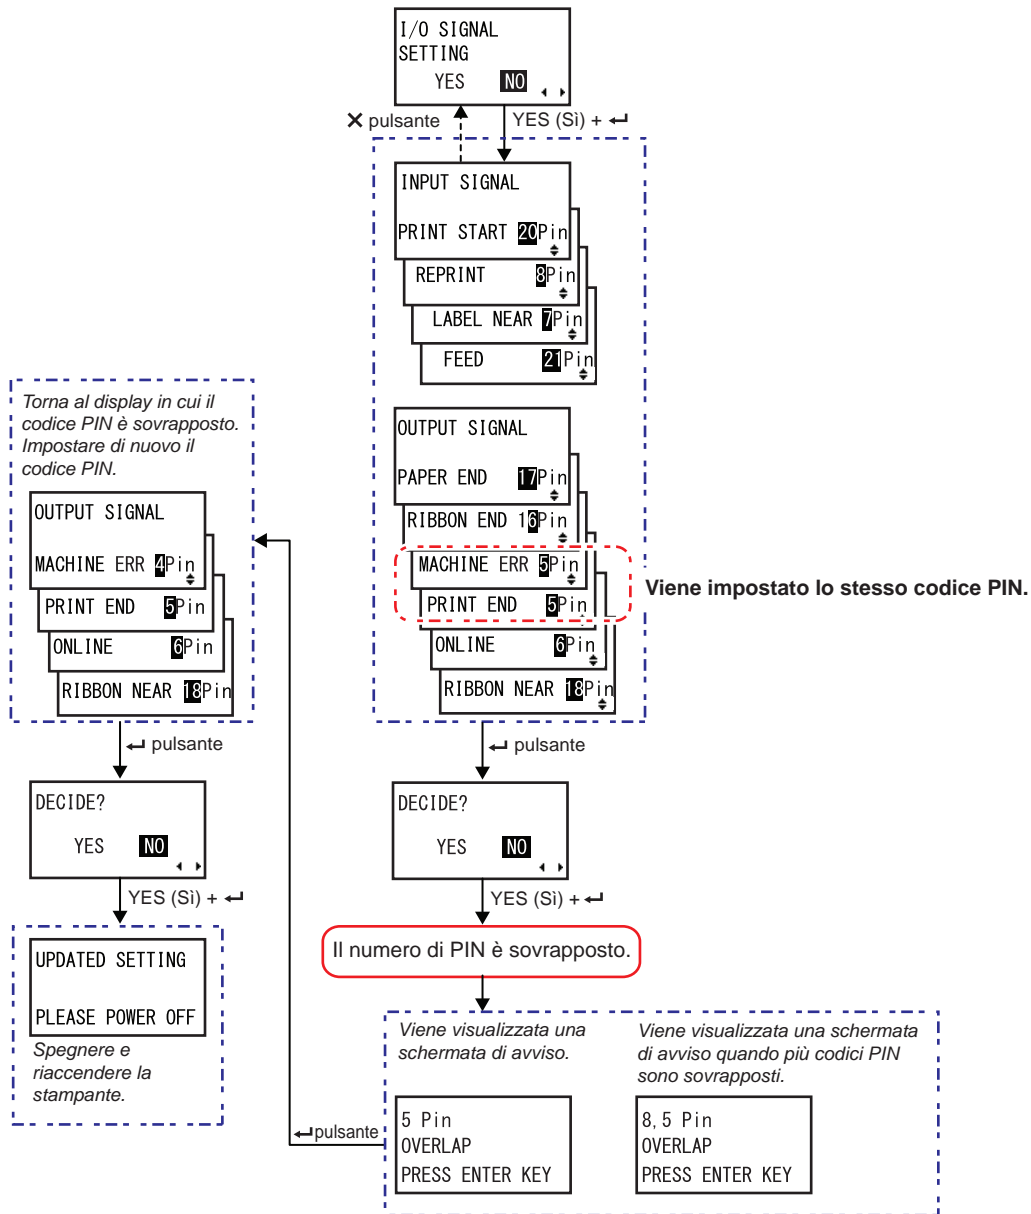 I/O SIGNAL
SETTING
YES NO
✕ pulsante
YES (Sì) + ↵
INPUT SIGNAL
PRINT START 20Pin
REPRINT 8Pin
LABEL NEAR 7Pin
FEED 21Pin
OUTPUT SIGNAL
PAPER END 17Pin
RIBBON END 16Pin
MACHINE ERR 5Pin
PRINT END 5Pin
ONLINE 6Pin
RIBBON NEAR 18Pin
Viene impostato lo stesso codice PIN.
↵ pulsante
DECIDE?
YES NO
YES (Sì) + ↵
Il numero di PIN è sovrapposto.
Viene visualizzata una
schermata di avviso.
5 Pin
OVERLAP
PRESS ENTER KEY
Viene visualizzata una schermata
di avviso quando più codici PIN
sono sovrapposti.
8,5 Pin
OVERLAP
PRESS ENTER KEY
↵pulsante
Torna al display in cui il
codice PIN è sovrapposto.
Impostare di nuovo il
codice PIN.
OUTPUT SIGNAL
MACHINE ERR 4Pin
PRINT END 5Pin
ONLINE 6Pin
RIBBON NEAR 18Pin
↵ pulsante
DECIDE?
YES NO
YES (Sì) + ↵
UPDATED SETTING
PLEASE POWER OFF
Spegnere e
riaccendere la
stampante.